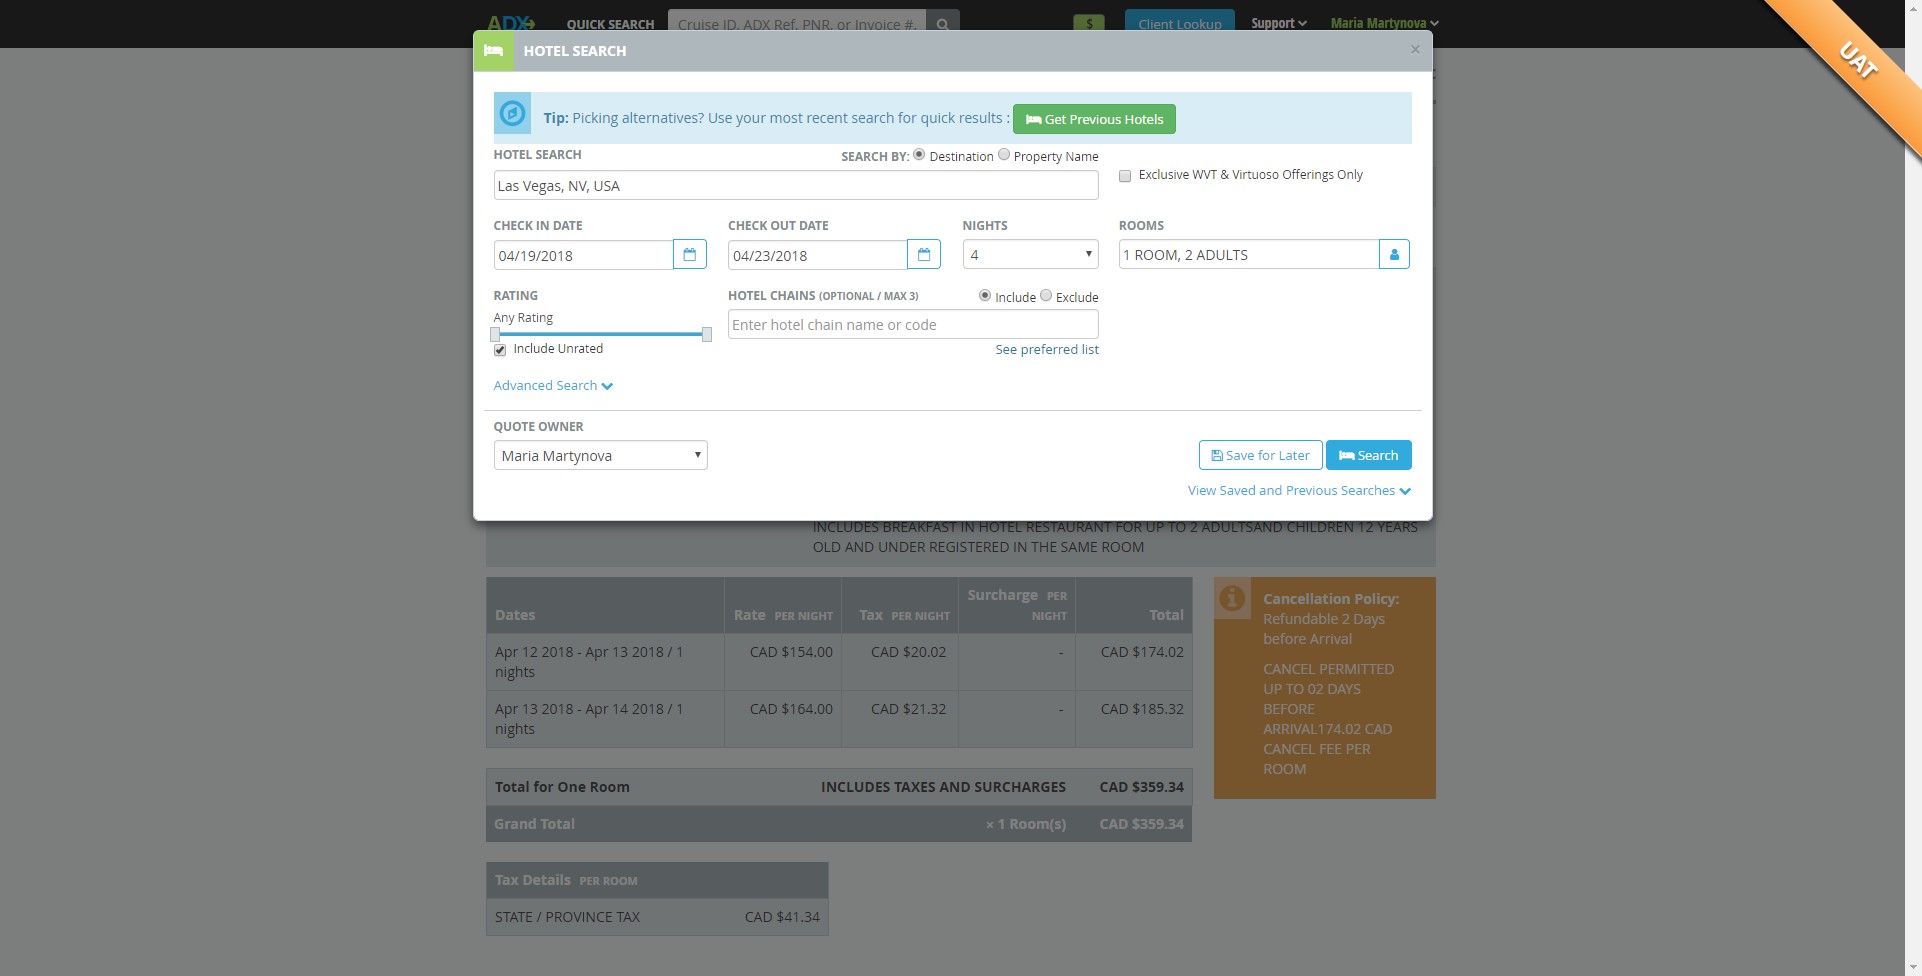 ADX QUICK SEARCH Cruise ID, ADX Ref, PNR, or Invoice #. $ Client Lookup Support Maria Martynova
UAT
HOTEL SEARCH ×
Tip: Picking alternatives? Use your most recent search for quick results : Get Previous Hotels
HOTEL SEARCH SEARCH BY: Destination Property Name
Las Vegas, NV, USA Exclusive WVT & Virtuoso Offerings Only
CHECK IN DATE CHECK OUT DATE NIGHTS ROOMS
04/19/2018 04/23/2018 4 1 ROOM, 2 ADULTS
RATING HOTEL CHAINS (OPTIONAL / MAX 3) Include Exclude
Any Rating Enter hotel chain name or code
Include Unrated See preferred list
Advanced Search
QUOTE OWNER
Maria Martynova Save for Later Search
View Saved and Previous Searches
INCLUDES BREAKFAST IN HOTEL RESTAURANT FOR UP TO 2 ADULTSAND CHILDREN 12 YEARS
OLD AND UNDER REGISTERED IN THE SAME ROOM
Dates Rate PER NIGHT Tax PER NIGHT Surcharge PER NIGHT Total
Apr 12 2018 - Apr 13 2018 / 1 nights CAD $154.00 CAD $20.02 - CAD $174.02
Apr 13 2018 - Apr 14 2018 / 1 nights CAD $164.00 CAD $21.32 - CAD $185.32
Total for One Room INCLUDES TAXES AND SURCHARGES CAD $359.34
Grand Total × 1 Room(s) CAD $359.34
Cancellation Policy:
Refundable 2 Days
before Arrival
CANCEL PERMITTED
UP TO 02 DAYS
BEFORE
ARRIVAL174.02 CAD
CANCEL FEE PER
ROOM
Tax Details PER ROOM
STATE / PROVINCE TAX CAD $41.34